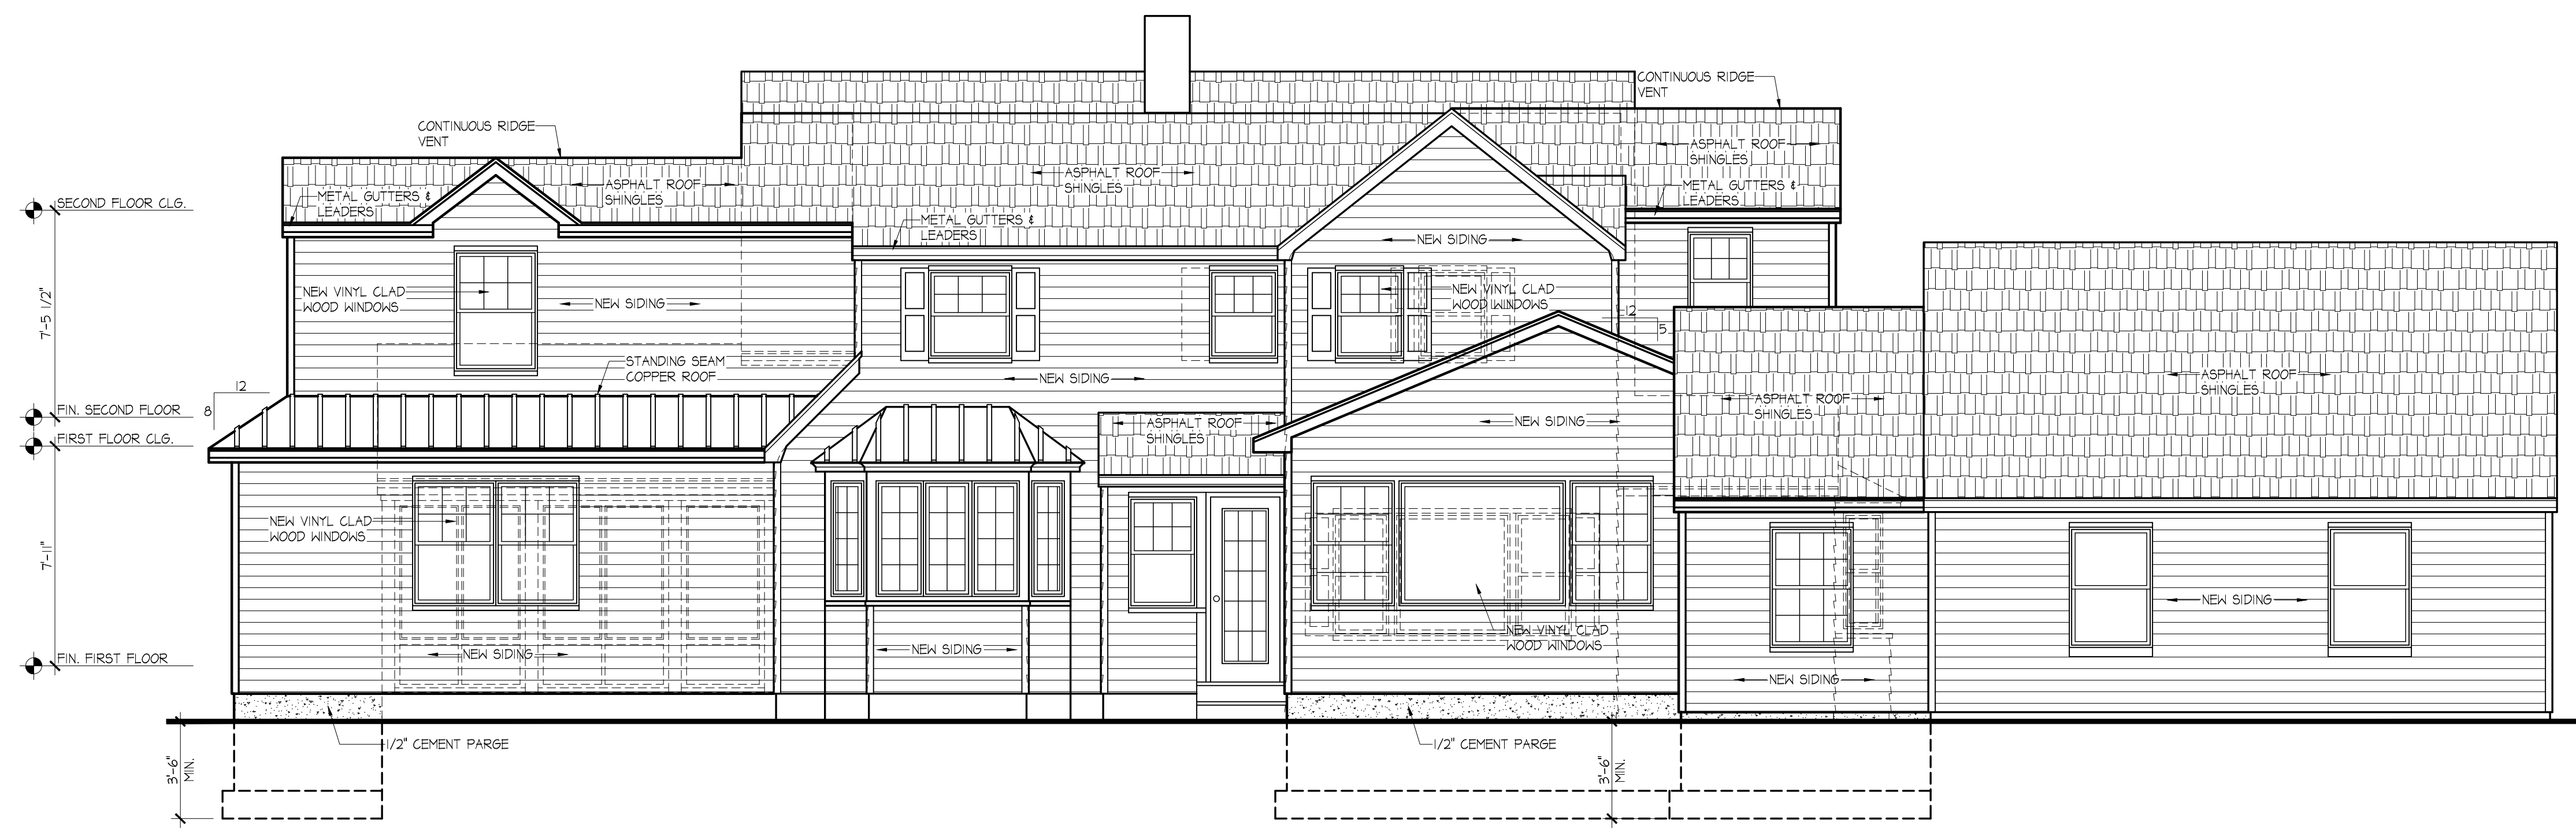 CONTINUOUS RIDGE
VENT
CONTINUOUS RIDGE
VENT
ASPHALT ROOF
SHINGLES
METAL GUTTERS &
LEADERS
ASPHALT ROOF
SHINGLES
ASPHALT ROOF
SHINGLES
METAL GUTTERS &
LEADERS
SECOND FLOOR CLG.
METAL GUTTERS &
LEADERS
NEW SIDING
7'-5 1/2"
NEW VINYL CLAD
WOOD WINDOWS
NEW SIDING
NEW VINYL CLAD
WOOD WINDOWS
12
5
STANDING SEAM
COPPER ROOF
NEW SIDING
ASPHALT ROOF
SHINGLES
12
8
ASPHALT ROOF
SHINGLES
FIN. SECOND FLOOR
ASPHALT ROOF
SHINGLES
NEW SIDING
FIRST FLOOR CLG.
NEW VINYL CLAD
WOOD WINDOWS
7'-11"
NEW SIDING
NEW VINYL CLAD
WOOD WINDOWS
FIN. FIRST FLOOR
NEW SIDING
NEW SIDING
NEW SIDING
1/2" CEMENT PARGE
1/2" CEMENT PARGE
3'-6"
MIN.
3'-6"
MIN.